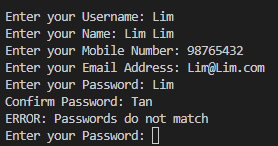 Enter your Username: Lim
Enter your Name: Lim Lim
Enter your Mobile Number: 98765432
Enter your Email Address: Lim@Lim.com
Enter your Password: Lim
Confirm Password: Tan
ERROR: Passwords do not match
Enter your Password: